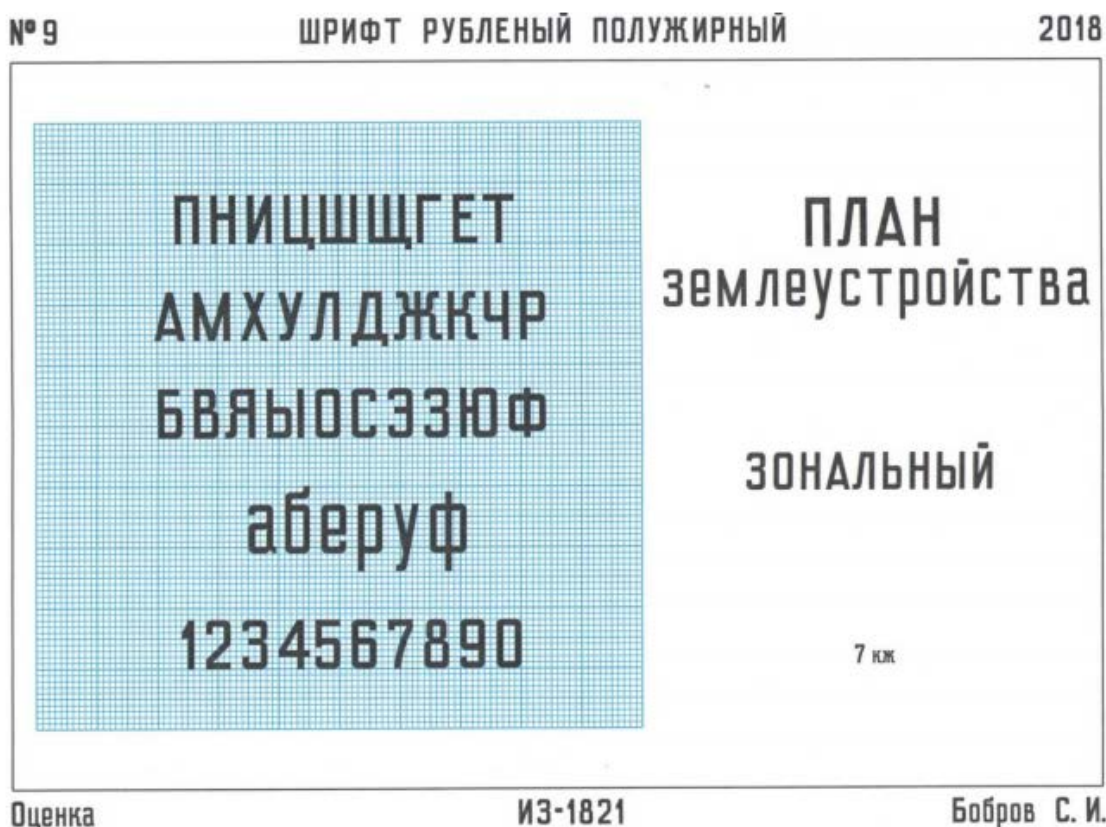 № 9 ШРИФТ РУБЛЕНЫЙ ПОЛУЖИРНЫЙ 2018
ПНИЦШЩГЕТ
АМХУЛДЖКЧР
БВЯЫОСЭЗЮФ
аберуф
1234567890
ПЛАН
землеустройства
ЗОНАЛЬНЫЙ
7 кж
Оценка ИЗ-1821 Бобров С. И.